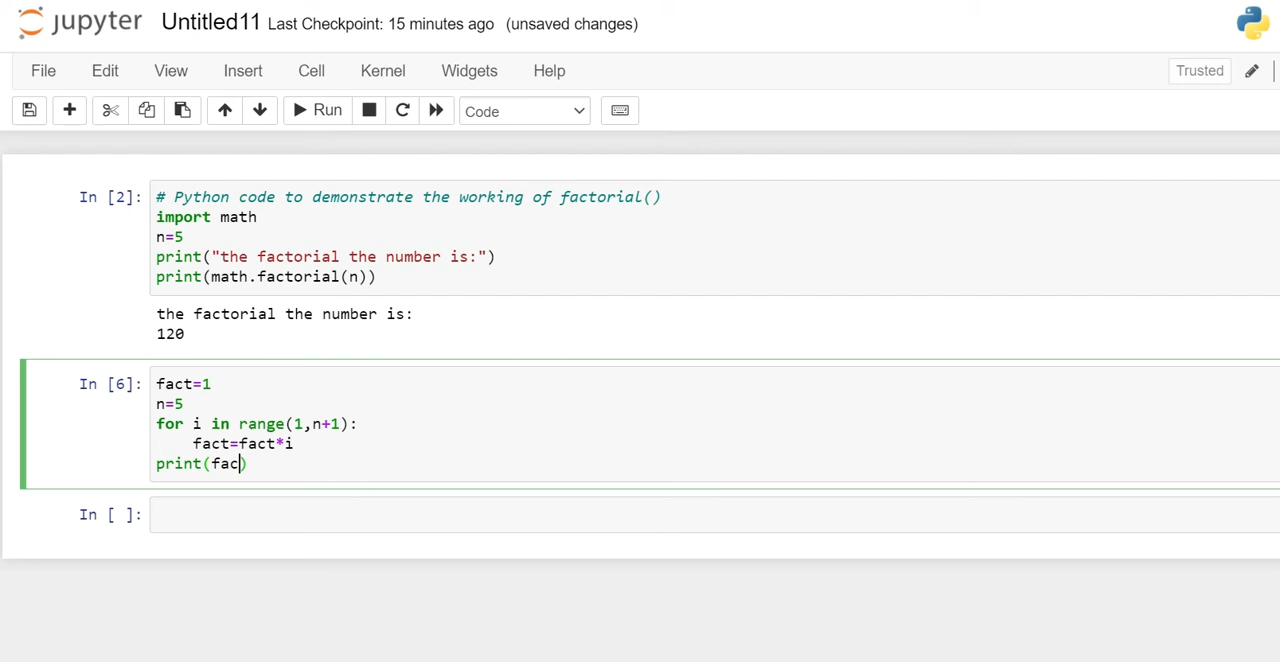 jupyter Untitled11 Last Checkpoint: 15 minutes ago (unsaved changes)
File Edit View Insert Cell Kernel Widgets Help Trusted
Run Code
In [2]: # Python code to demonstrate the working of factorial()
import math
n=5
print("the factorial the number is:")
print(math.factorial(n))
the factorial the number is:
120
In [6]: fact=1
n=5
for i in range(1,n+1):
    fact=fact*i
print(fac)
In [ ]: